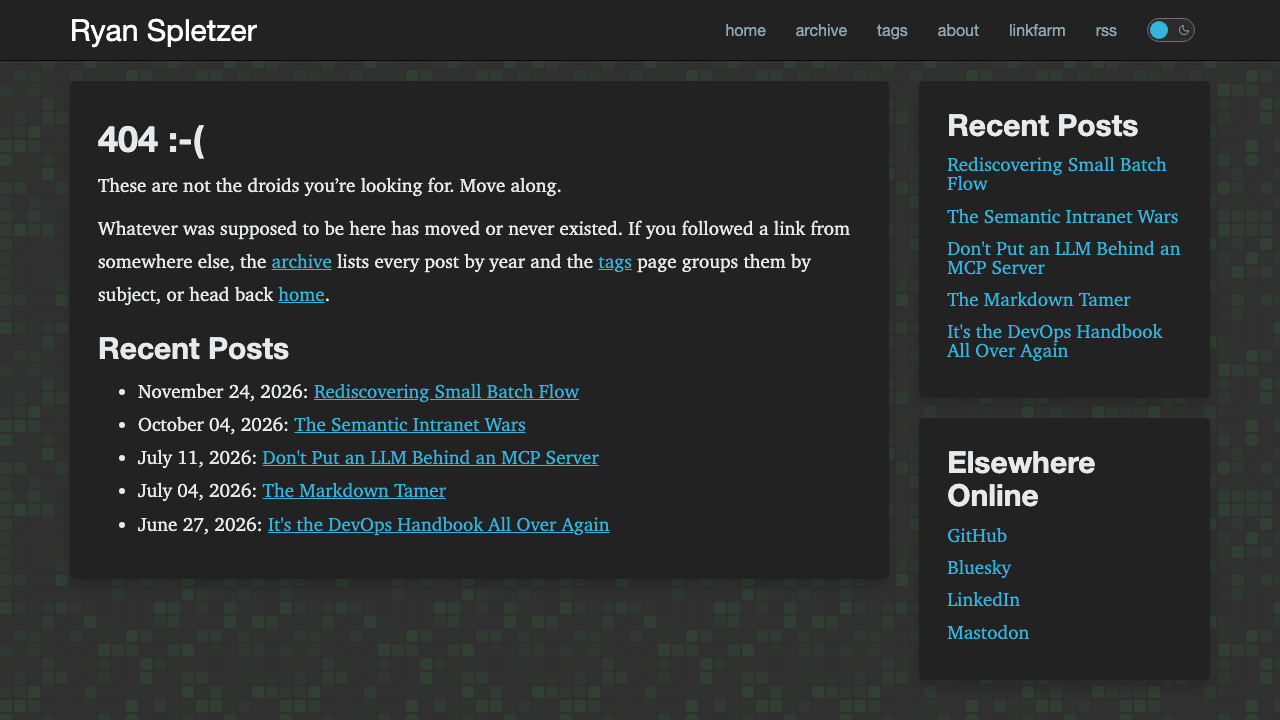 Ryan Spletzer
home archive tags about linkfarm rss
404 :-(
These are not the droids you’re looking for. Move along.
Whatever was supposed to be here has moved or never existed. If you followed a link from
somewhere else, the archive lists every post by year and the tags page groups them by
subject, or head back home.
Recent Posts
November 24, 2026: Rediscovering Small Batch Flow
October 04, 2026: The Semantic Intranet Wars
July 11, 2026: Don't Put an LLM Behind an MCP Server
July 04, 2026: The Markdown Tamer
June 27, 2026: It's the DevOps Handbook All Over Again
Recent Posts
Rediscovering Small Batch
Flow
The Semantic Intranet Wars
Don't Put an LLM Behind an
MCP Server
The Markdown Tamer
It's the DevOps Handbook
All Over Again
Elsewhere
Online
GitHub
Bluesky
LinkedIn
Mastodon